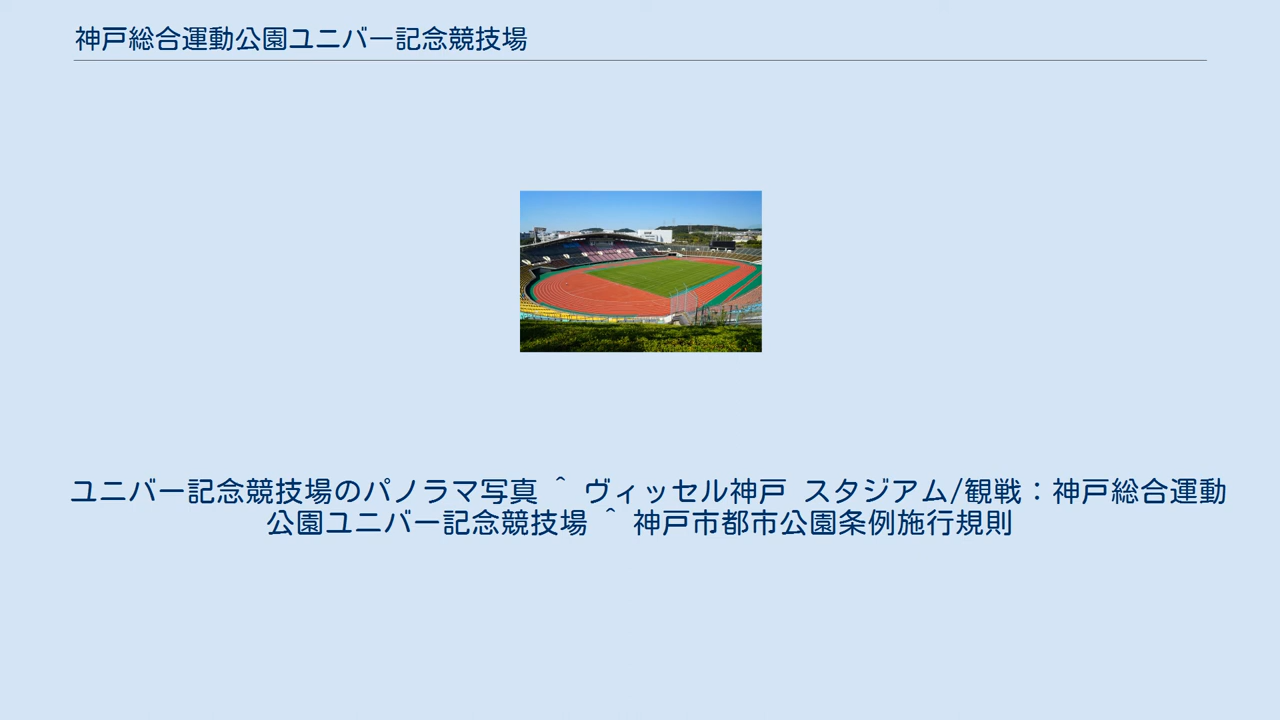 神戸総合運動公園ユニバー記念競技場
ユニバー記念競技場のパノラマ写真 ^ ヴィッセル神戸 スタジアム/観戦：神戸総合運動
公園ユニバー記念競技場 ^ 神戸市都市公園条例施行規則